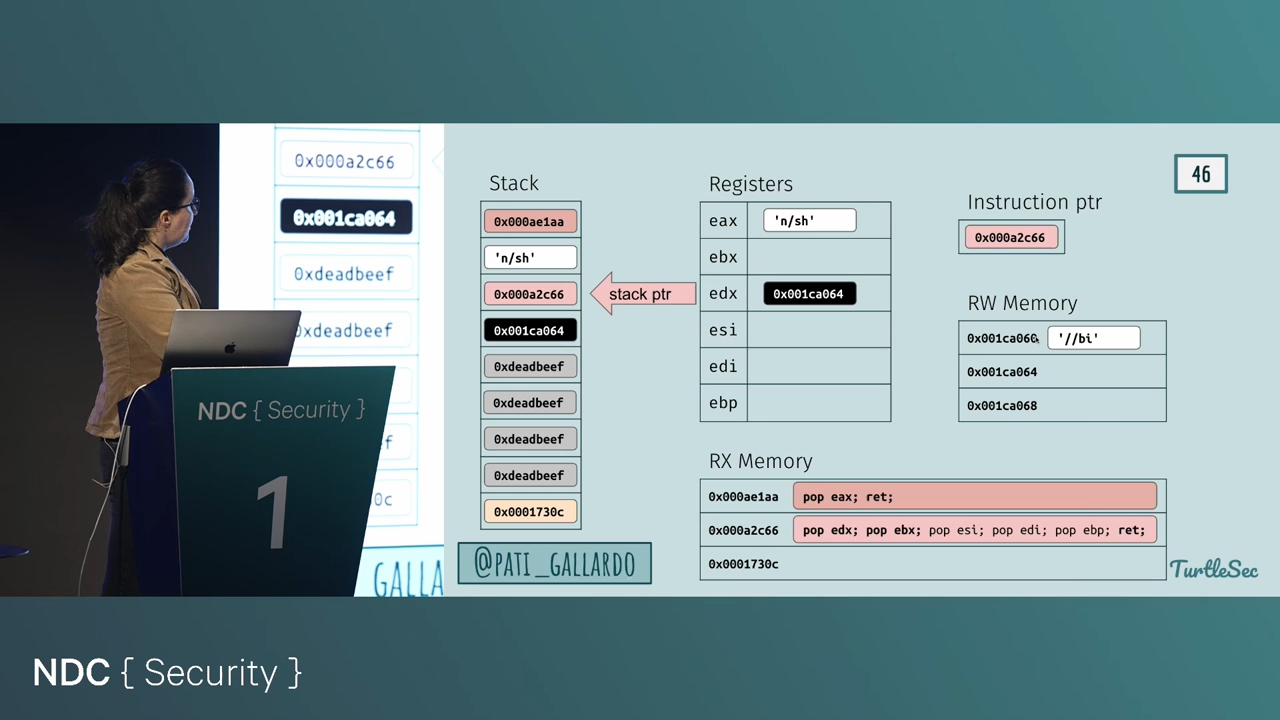 0x000a2c66
0x001ca064
0xdeadbeef
0xdeadbeef
0c
GALLA
NDC { Security }
1
46
Stack
0x000ae1aa
'n/sh'
0x000a2c66
0x001ca064
0xdeadbeef
0xdeadbeef
0xdeadbeef
0xdeadbeef
0x0001730c
stack ptr
Registers
eax 'n/sh'
ebx
edx 0x001ca064
esi
edi
ebp
Instruction ptr
0x000a2c66
RW Memory
0x001ca060 '//bi'
0x001ca064
0x001ca068
RX Memory
0x000ae1aa pop eax; ret;
0x000a2c66 pop edx; pop ebx; pop esi; pop edi; pop ebp; ret;
0x0001730c
@PATI_GALLARDO
TurtleSec
NDC { Security }